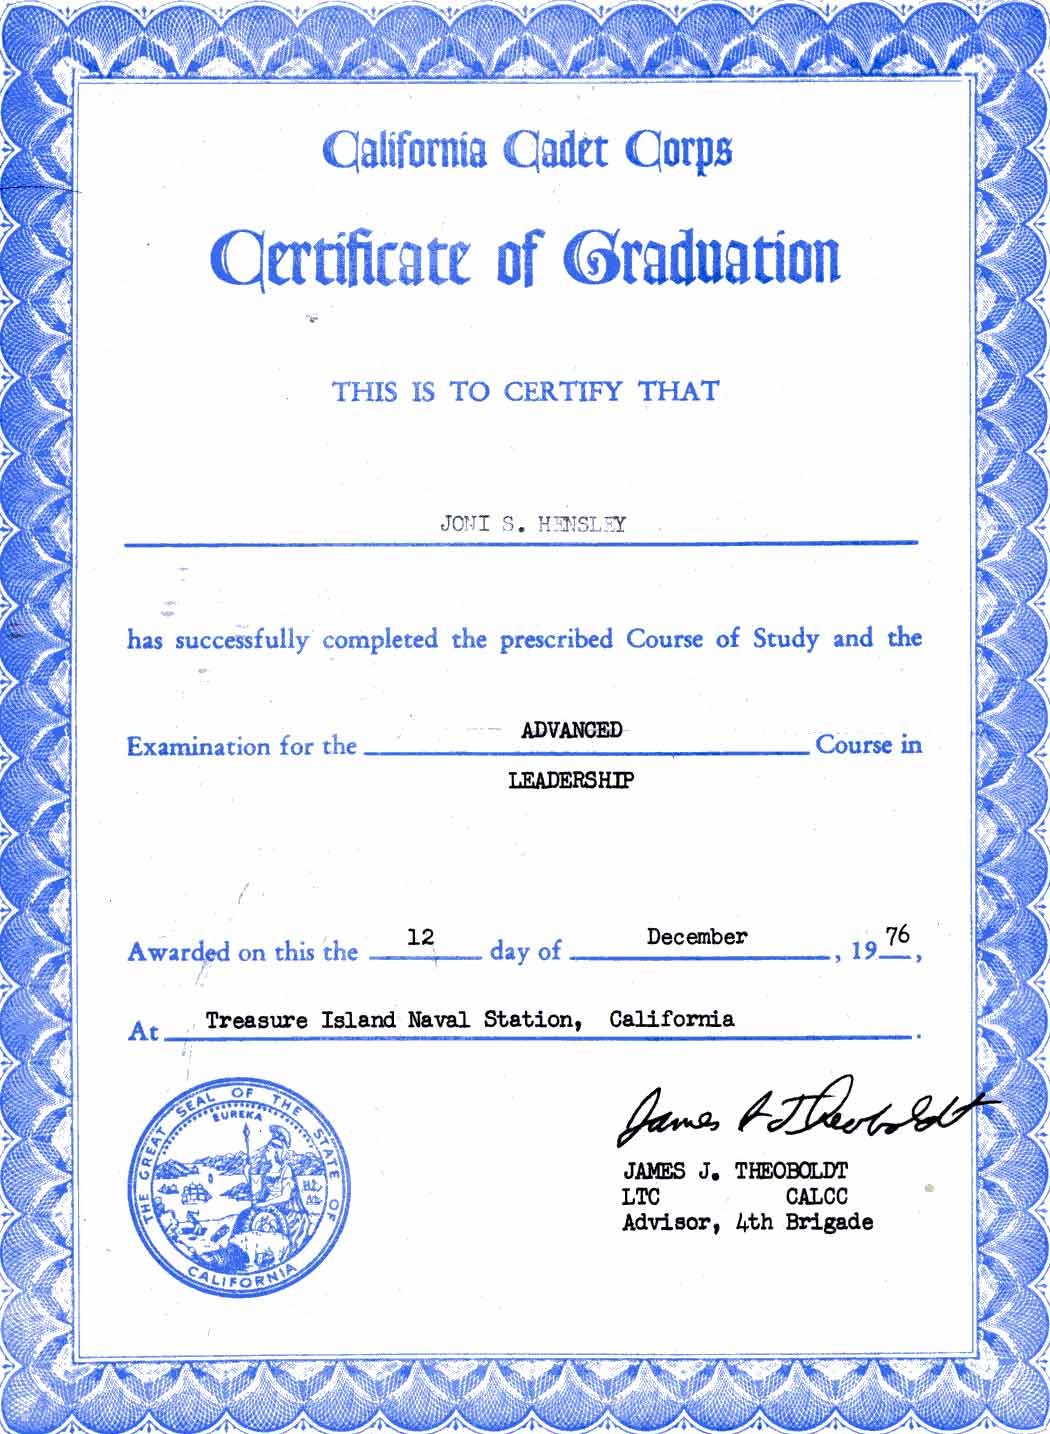 California Cadet Corps
Certificate of Graduation
THIS IS TO CERTIFY THAT
JONI S. HENSLEY
has successfully completed the prescribed Course of Study and the
Examination for the ADVANCED Course in
LEADERSHIP
Awarded on this the 12 day of December, 1976,
At Treasure Island Naval Station, California.
THE GREAT SEAL OF THE STATE OF CALIFORNIA
EUREKA
James J Theoboldt
JAMES J. THEOBOLDT
LTC CALCC
Advisor, 4th Brigade